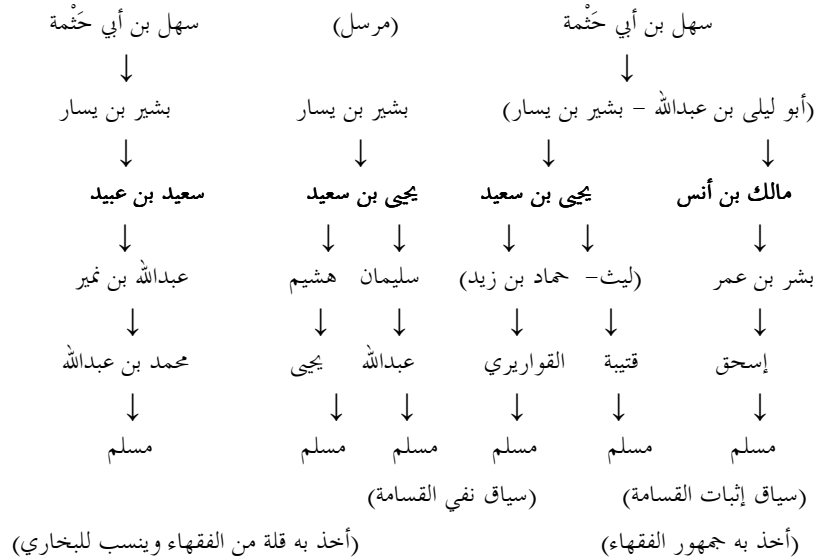 سهل بن أبي حَثْمة (مرسل) سهل بن أبي حَثْمة
↓ ↓
(أبو ليلى بن عبدالله – بشير بن يسار) بشير بن يسار بشير بن يسار
↓ ↓ ↓ ↓
مالك بن أنس يحيى بن سعيد يحيى بن سعيد سعيد بن عبيد
↓ ↓ ↓ ↓ ↓ ↓
بشر بن عمر (ليث– حماد بن زيد) سليمان هشيم عبدالله بن نمير
↓ ↓ ↓ ↓ ↓ ↓
إسحق قتيبة القواريري عبدالله يحيى محمد بن عبدالله
↓ ↓ ↓ ↓ ↓ ↓
مسلم مسلم مسلم مسلم مسلم مسلم
(سياق إثبات القسامة) (سياق نفي القسامة)
(أخذ به جمهور الفقهاء) (أخذ به قلة من الفقهاء وينسب للبخاري)